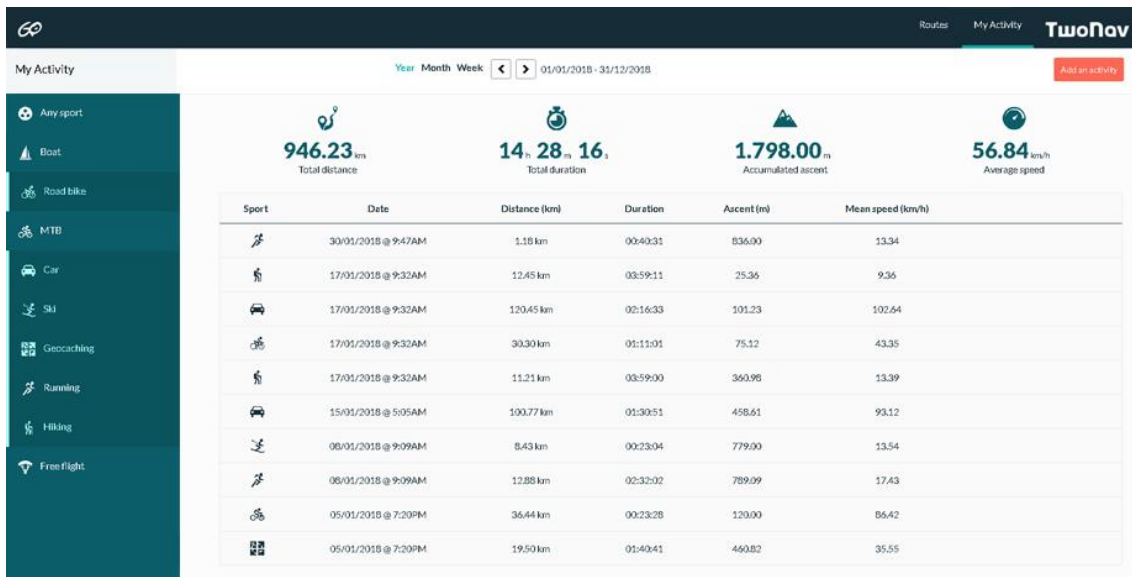 GO
Routes My Activity TwoNav
My Activity
Year Month Week 01/01/2018 - 31/12/2018
Add an activity
Any sport
Boat
Road bike
MTB
Car
Ski
Geocaching
Running
Hiking
Free flight
946.23 km 14 h 28 m 16 s 1.798.00 m 56.84 km/h
Total distance Total duration Accumulated ascent Average speed
Sport Date Distance (km) Duration Ascent (m) Mean speed (km/h)
30/01/2018 @ 9:47AM 1.18 km 00:40:31 836.00 13.34
17/01/2018 @ 9:32AM 12.45 km 03:59:11 25.36 9.36
17/01/2018 @ 9:32AM 120.45 km 02:16:33 101.23 102.64
17/01/2018 @ 9:32AM 30.30 km 01:11:01 75.12 43.35
17/01/2018 @ 9:32AM 11.21 km 03:59:00 360.98 13.39
15/01/2018 @ 5:05AM 100.77 km 01:30:51 458.61 93.12
08/01/2018 @ 9:09AM 8.43 km 00:23:04 779.00 13.54
08/01/2018 @ 9:09AM 12.88 km 02:32:02 789.09 17.43
05/01/2018 @ 7:20PM 36.44 km 00:23:28 120.00 86.42
05/01/2018 @ 7:20PM 19.50 km 01:40:41 460.82 35.55